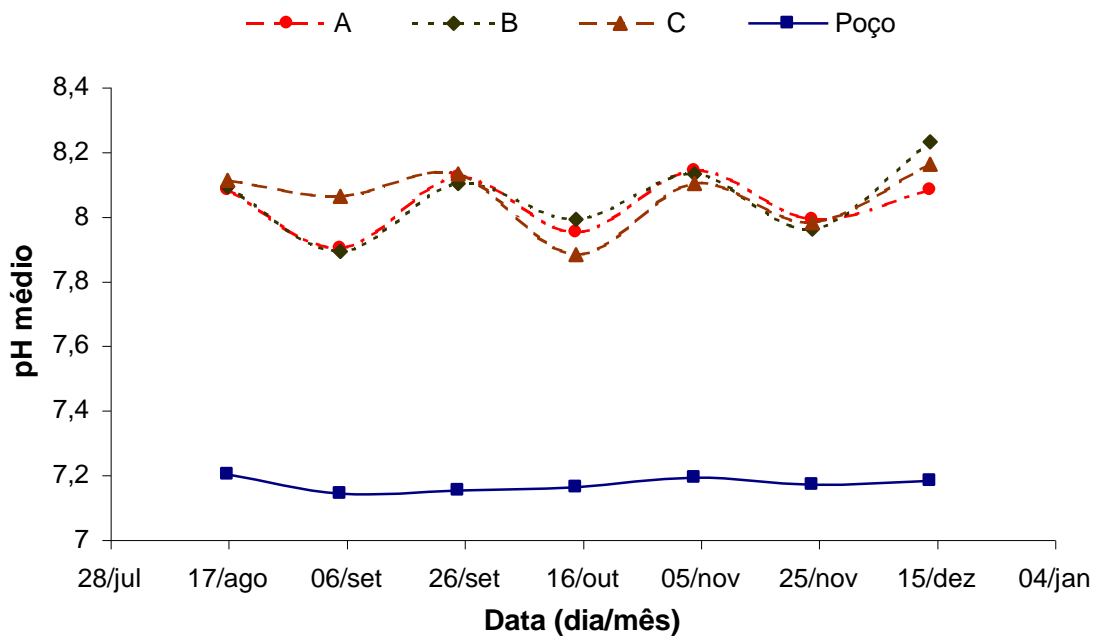 A B C Poço
8,4
8,2
8
7,8
7,6
7,4
7,2
7
pH médio
28/jul 17/ago 06/set 26/set 16/out 05/nov 25/nov 15/dez 04/jan
Data (dia/mês)